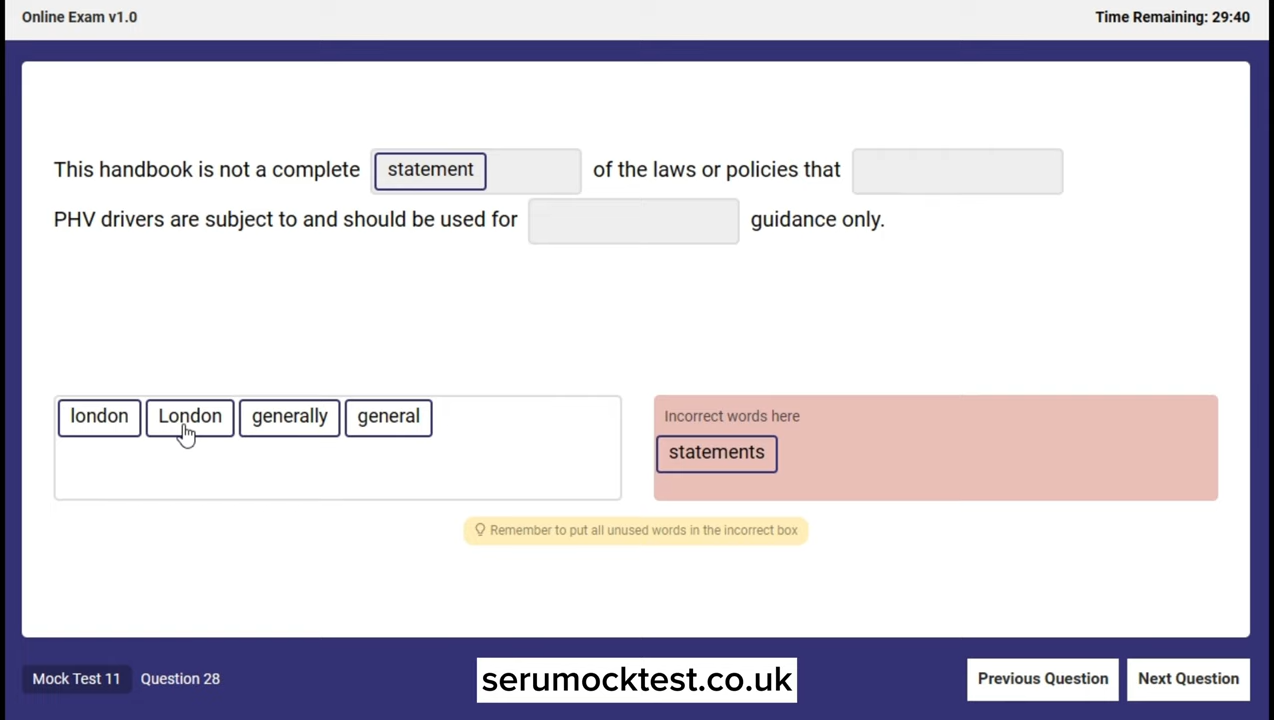 Online Exam v1.0
Time Remaining: 29:40
This handbook is not a complete statement of the laws or policies that
PHV drivers are subject to and should be used for guidance only.
london London generally general
Incorrect words here
statements
Remember to put all unused words in the incorrect box
Mock Test 11 Question 28
serumocktest.co.uk
Previous Question Next Question